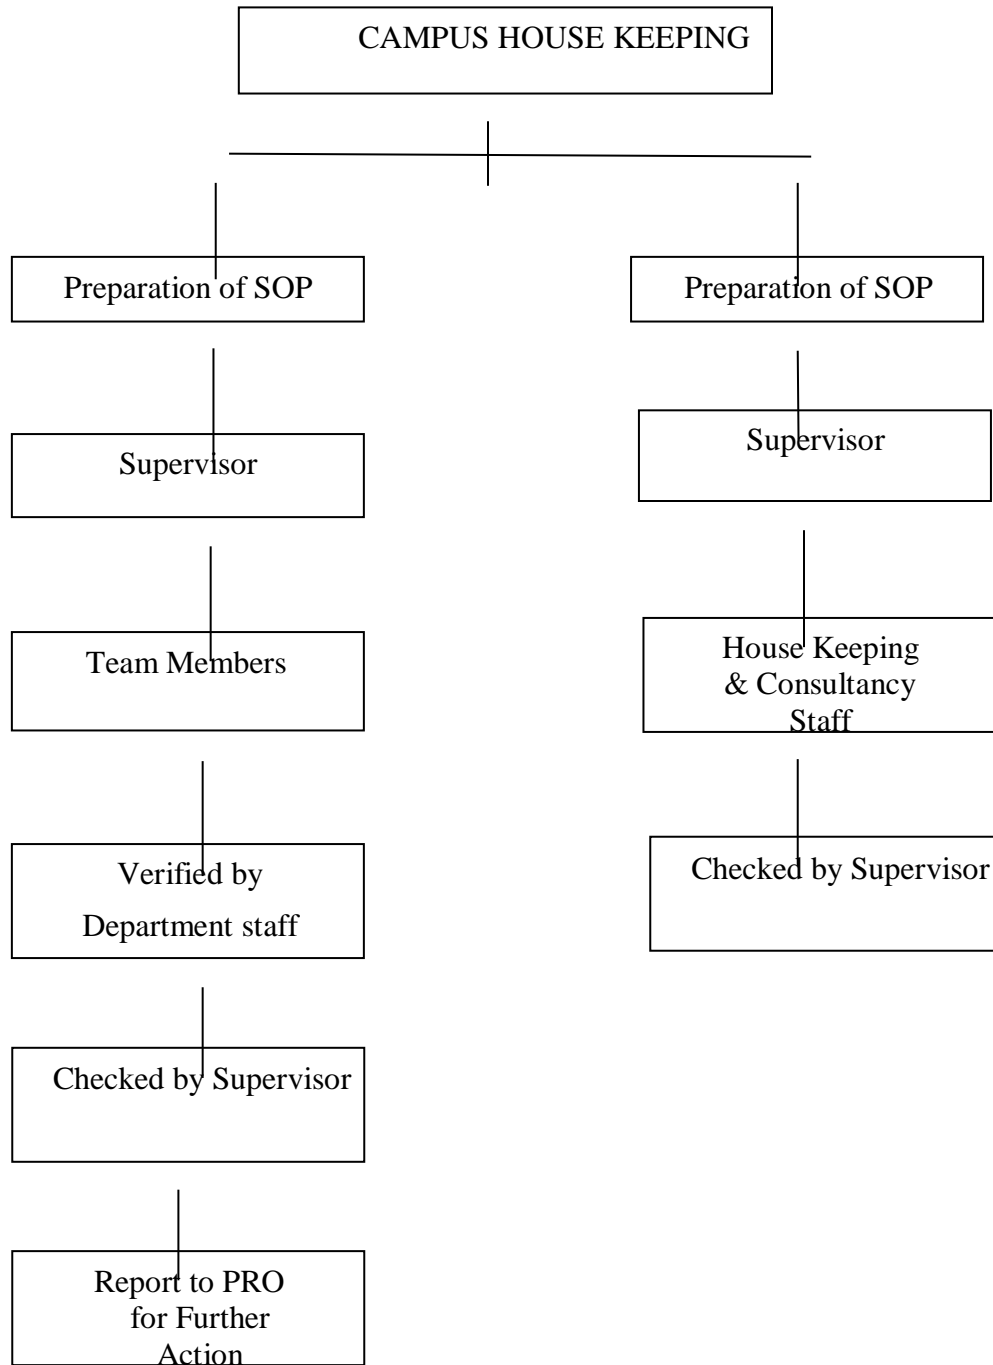 CAMPUS HOUSE KEEPING
Preparation of SOP
Supervisor
Team Members
Verified by
Department staff
Checked by Supervisor
Report to PRO
for Further
Action
Preparation of SOP
Supervisor
House Keeping
& Consultancy
Staff
Checked by Supervisor